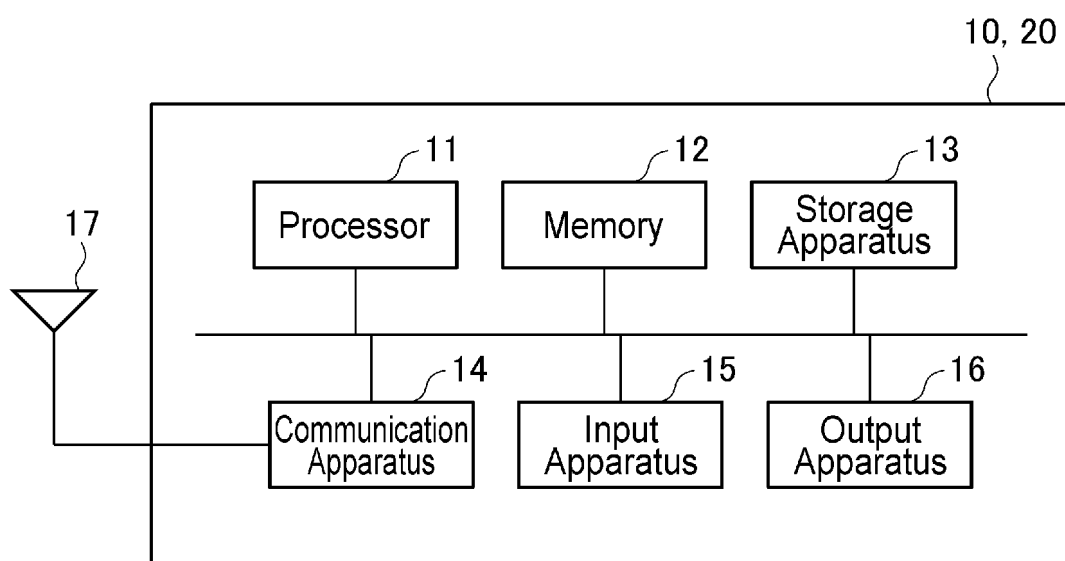 10, 20
11
12
13
Processor
Memory
Storage
Apparatus
17
14
15
16
Communication
Apparatus
Input
Apparatus
Output
Apparatus